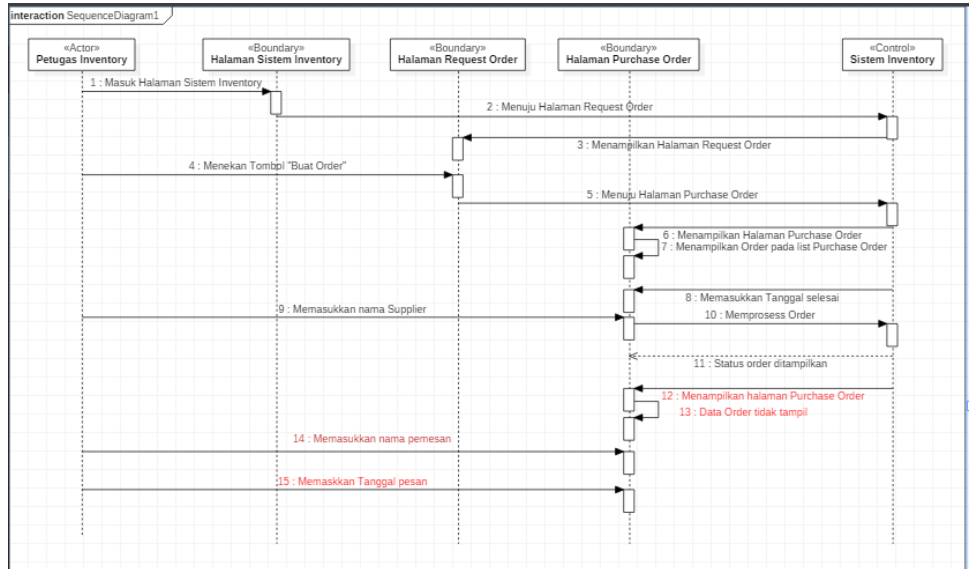 interaction SequenceDiagram1
«Actor»
Petugas Inventory
«Boundary»
Halaman Sistem Inventory
«Boundary»
Halaman Request Order
«Boundary»
Halaman Purchase Order
«Control»
Sistem Inventory
1 : Masuk Halaman Sistem Inventory
2 : Menuju Halaman Request Order
3 : Menampilkan Halaman Request Order
4 : Menekan Tombol "Buat Order"
5 : Menuju Halaman Purchase Order
6 : Menampilkan Halaman Purchase Order
7 : Menampilkan Order pada list Purchase Order
8 : Memasukkan Tanggal selesai
9 : Memasukkan nama Supplier
10 : Memprosess Order
11 : Status order ditampilkan
12 : Menampilkan halaman Purchase Order
13 : Data Order tidak tampil
14 : Memasukkan nama pemesan
15 : Memaskkan Tanggal pesan